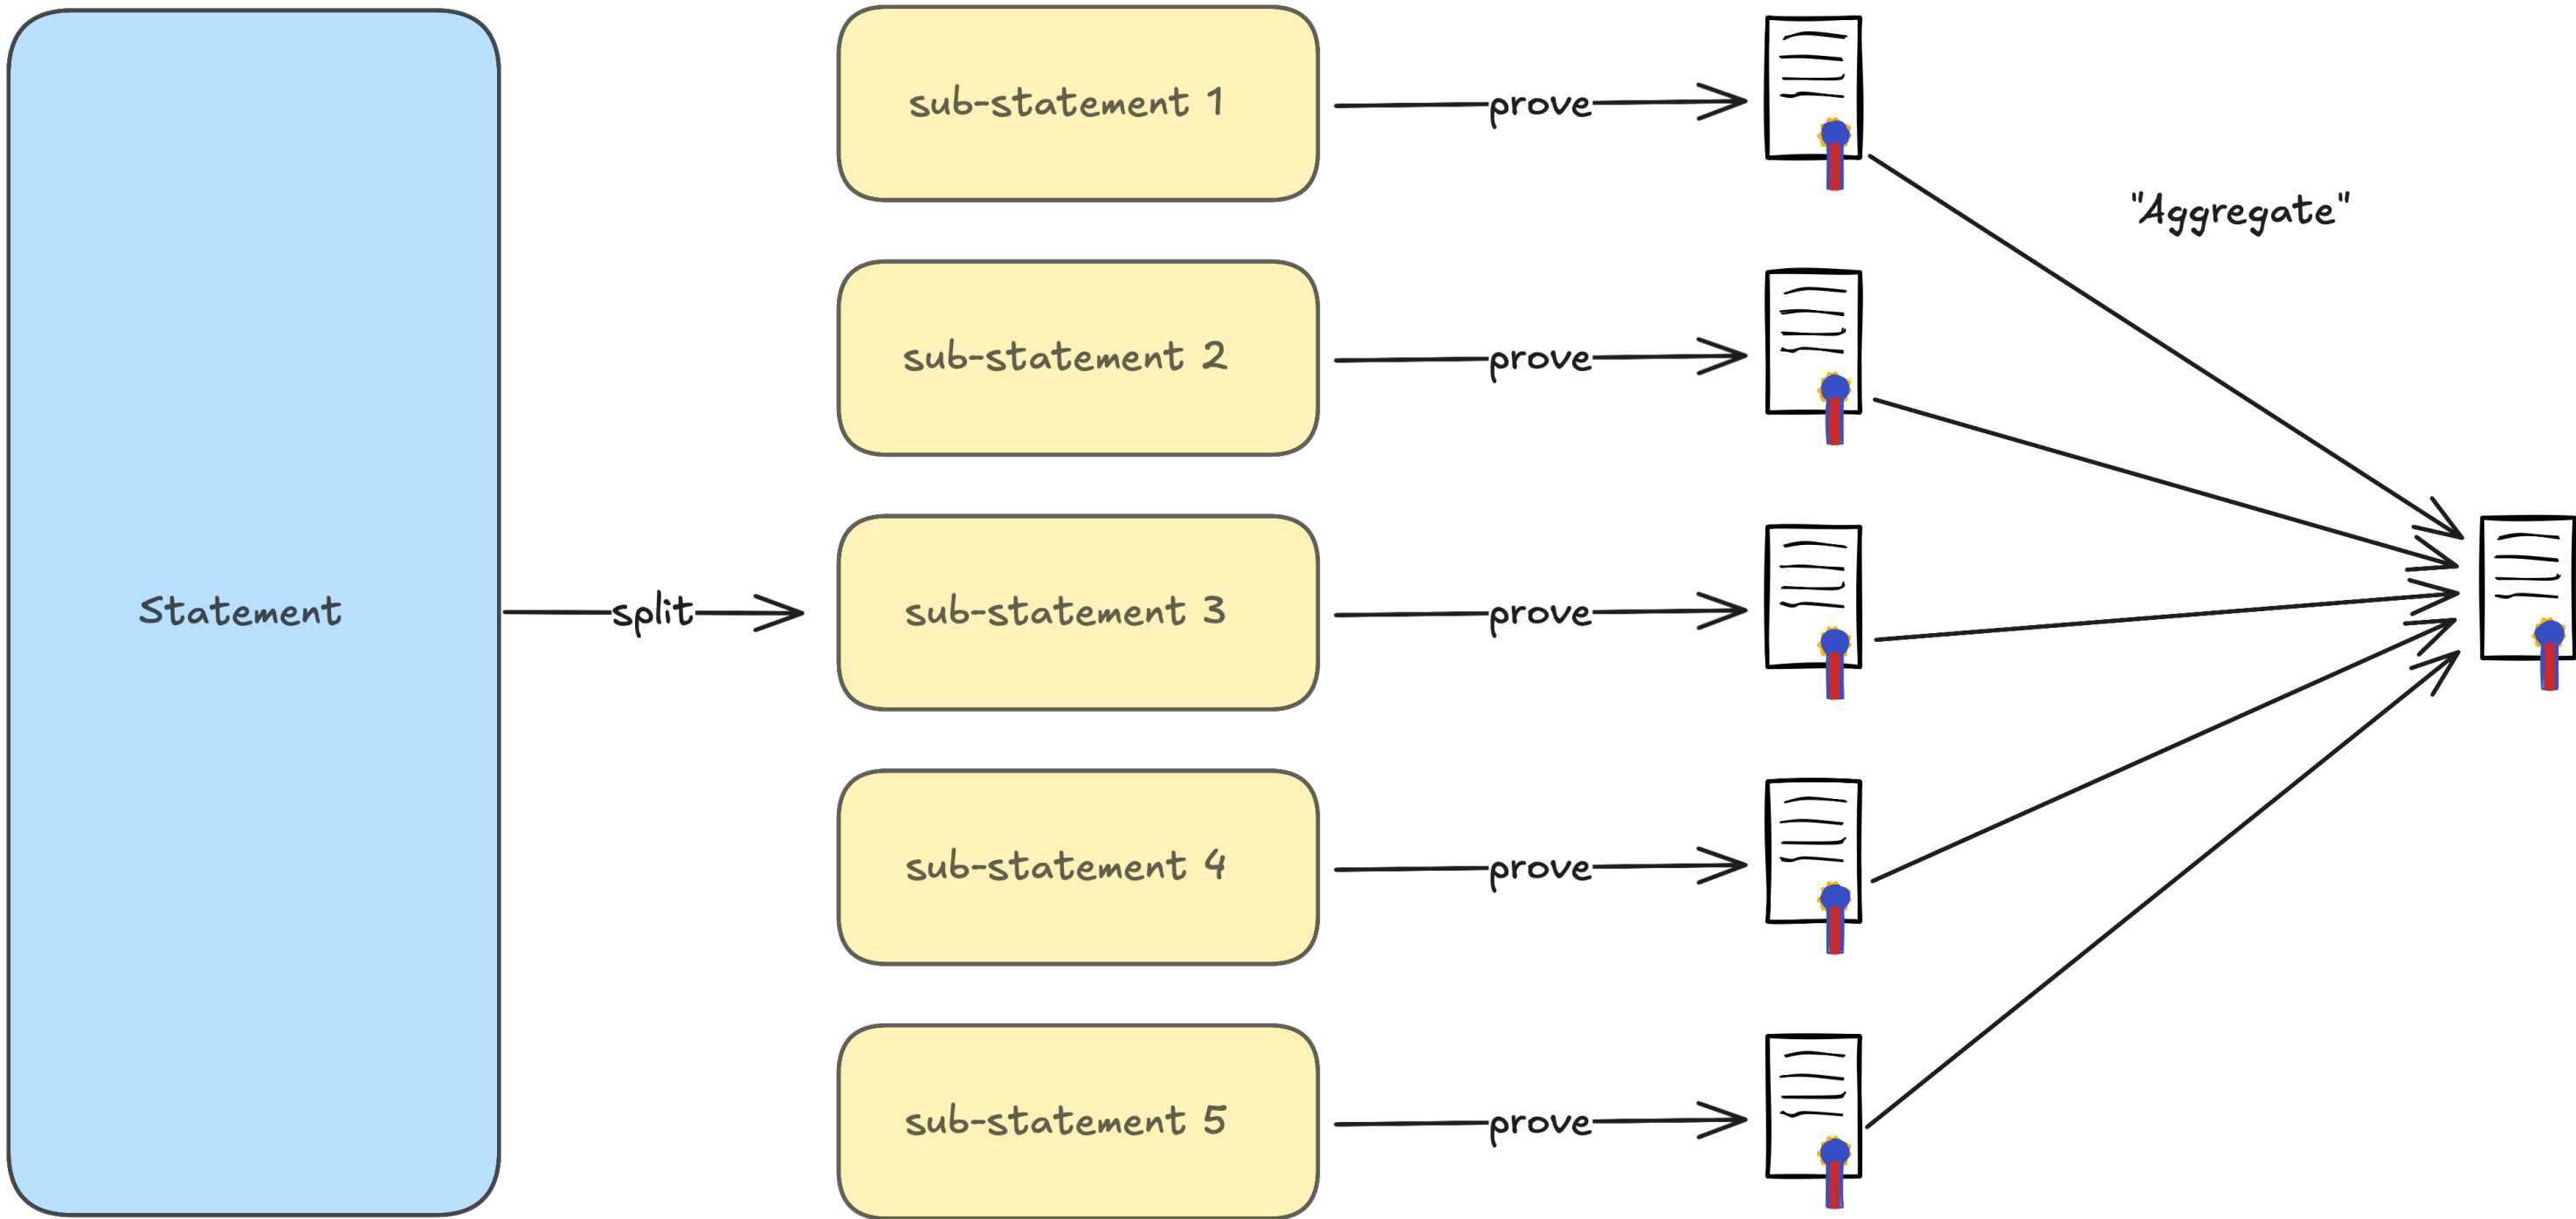 Statement
split
sub-statement 1
prove
"Aggregate"
sub-statement 2
prove
sub-statement 3
prove
sub-statement 4
prove
sub-statement 5
prove